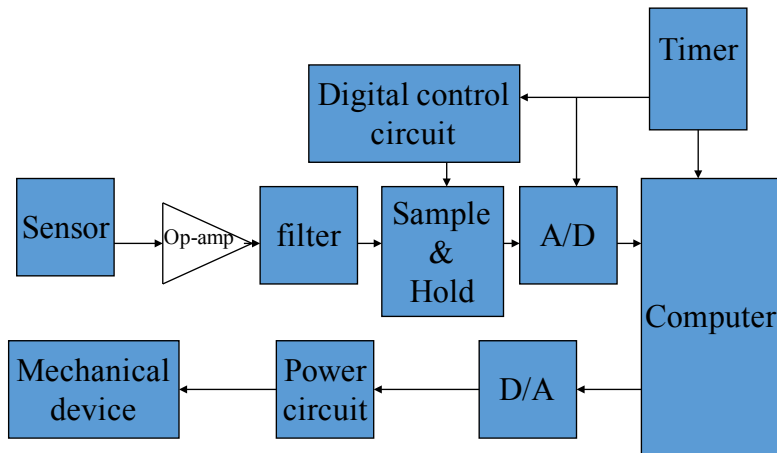 Timer
Digital control
circuit
Sensor
Op-amp
filter
Sample
&
Hold
A/D
Computer
Mechanical
device
Power
circuit
D/A